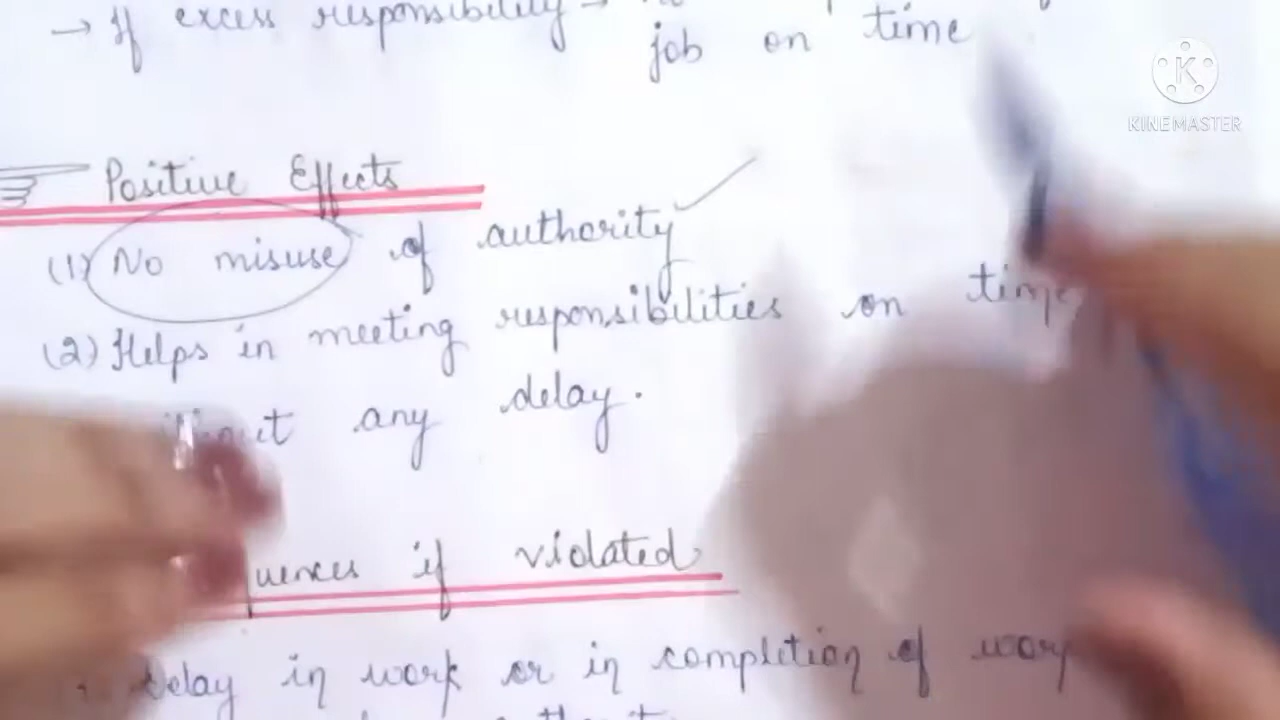 → If excess responsibility →
job on time
Positive Effects
(1) No misuse of authority
(2) Helps in meeting responsibilities on time
any delay.
if violated
Delay in work or in completion of work
K
KINEMASTER